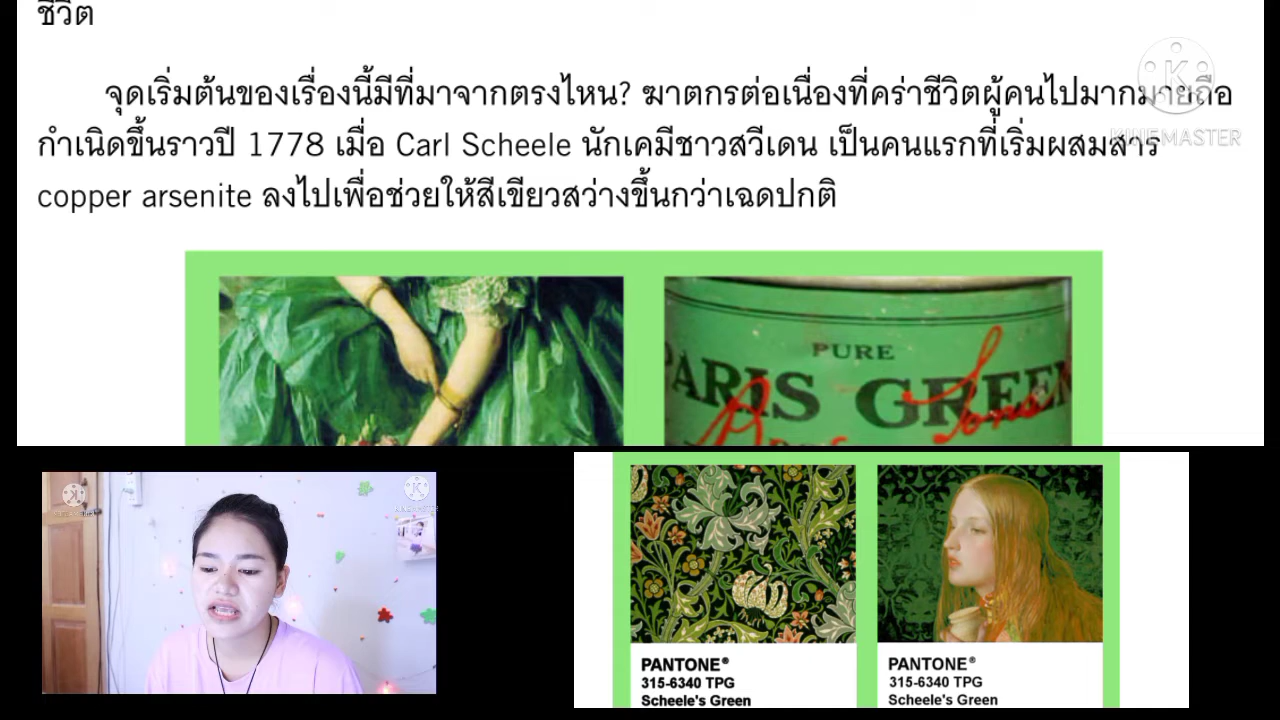 ชีวิต
จุดเริ่มต้นของเรื่องนี้มีที่มาจากตรงไหน? ฆาตกรต่อเนื่องที่คร่าชีวิตผู้คนไปมากมายถือ
กำเนิดขึ้นราวปี 1778 เมื่อ Carl Scheele นักเคมีชาวสวีเดน เป็นคนแรกที่เริ่มผสมสาร
copper arsenite ลงไปเพื่อช่วยให้สีเขียวสว่างขึ้นกว่าเฉดปกติ
KINEMASTER
PURE
PARIS GREEN
PANTONE®
315-6340 TPG
Scheele's Green
PANTONE®
315-6340 TPG
Scheele's Green